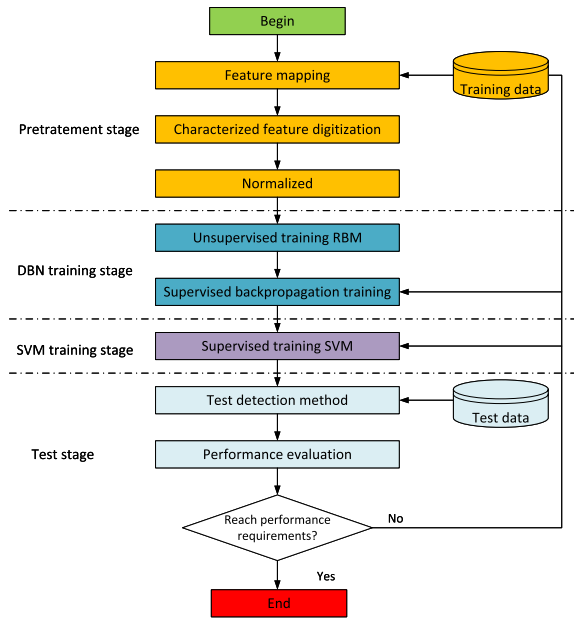 Begin
Feature mapping
Training data
Pretratement stage
Characterized feature digitization
Normalized
Unsupervised training RBM
DBN training stage
Supervised backpropagation training
SVM training stage
Supervised training SVM
Test detection method
Test data
Test stage
Performance evaluation
Reach performance
requirements?
No
Yes
End